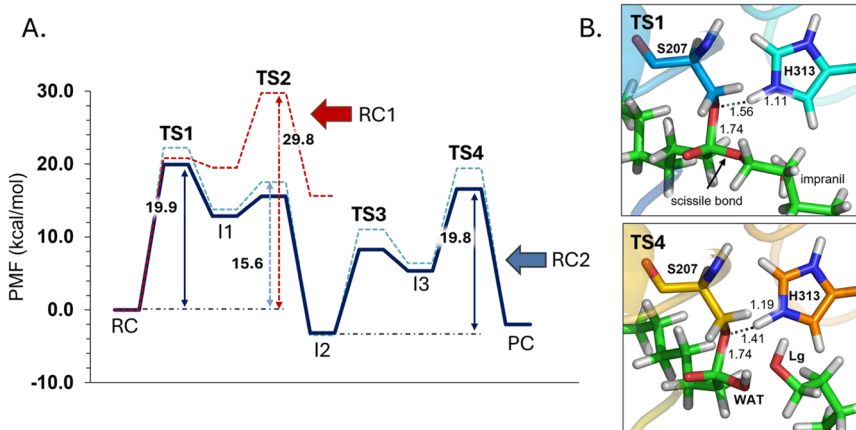 A.
PMF (kcal/mol)
30.0
20.0
10.0
0.0
-10.0
RC
TS1
19.9
I1
TS2
29.8
15.6
I2
TS3
I3
TS4
19.8
PC
RC1
RC2
B.
TS1
S207
H313
1.56
1.11
1.74
impranil
scissile bond
TS4
S207
H313
1.19
1.41
1.74
Lg
WAT